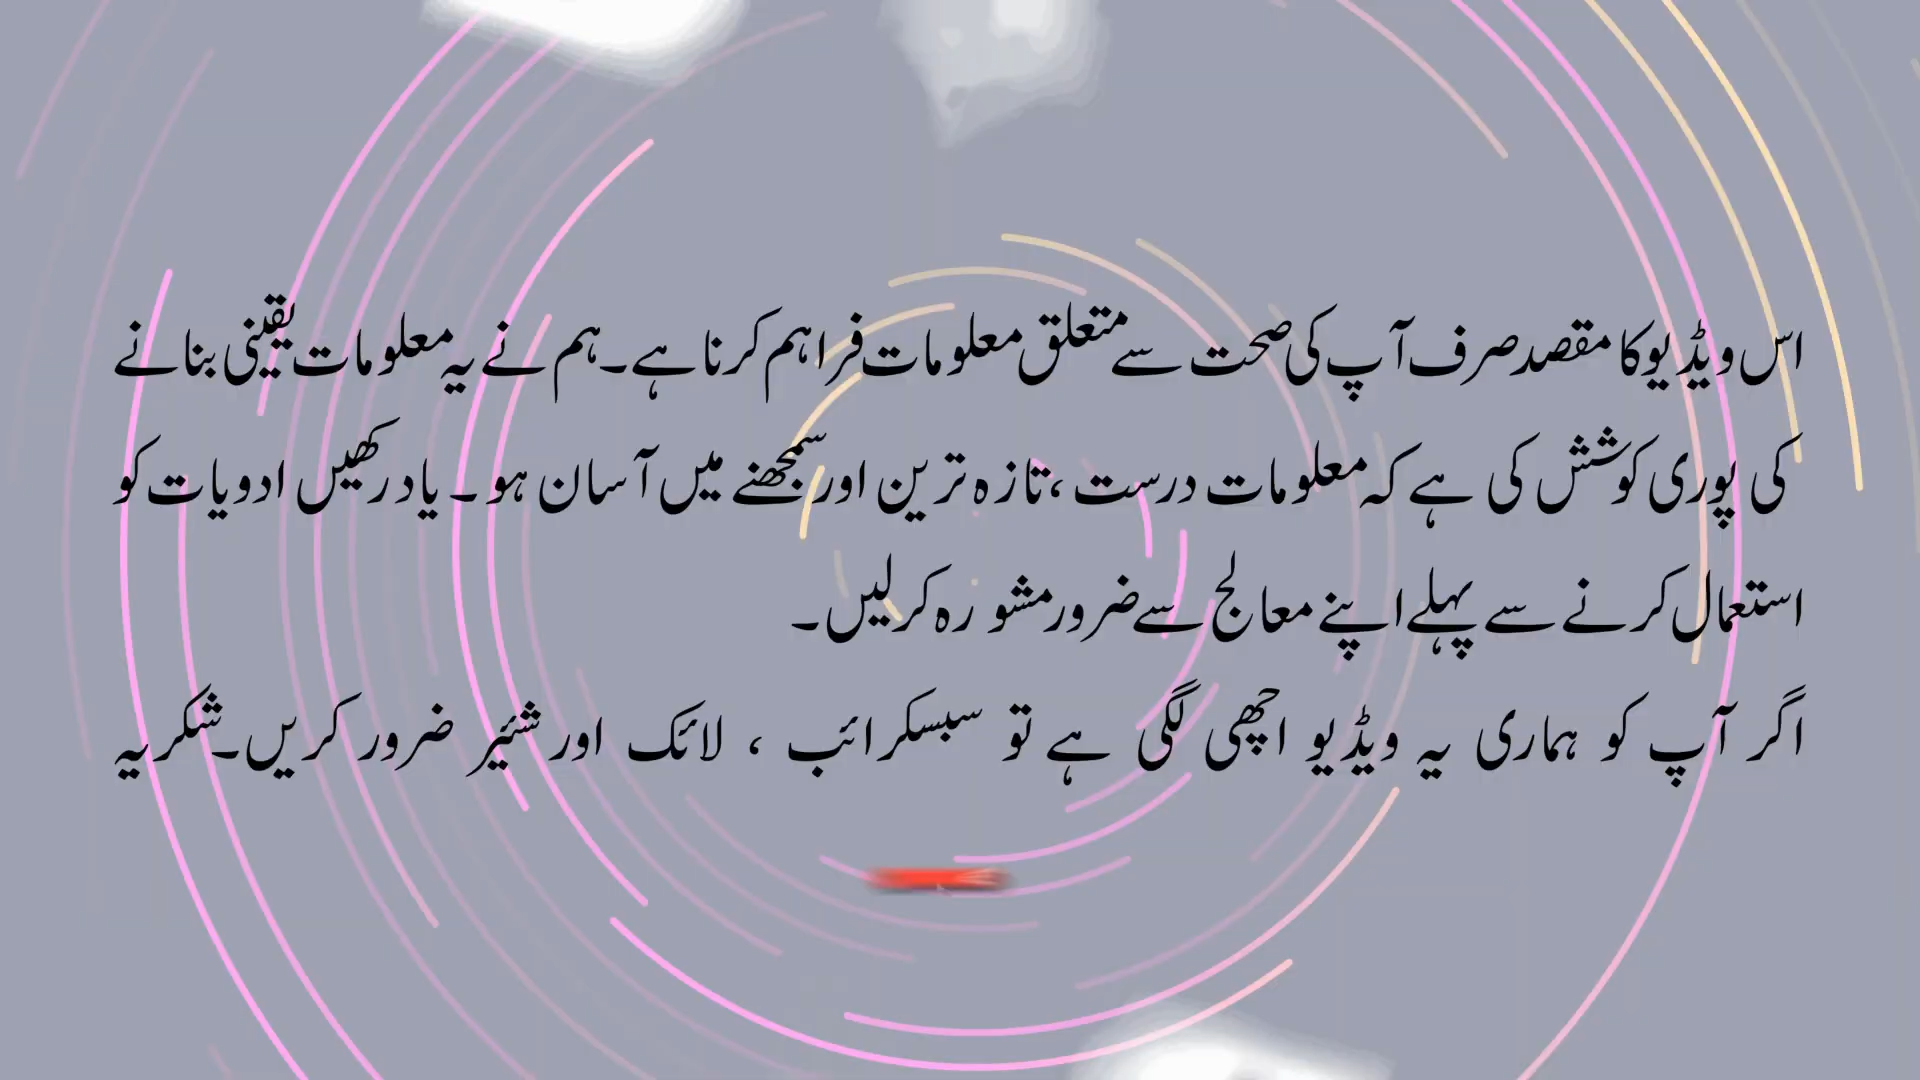 اس ویڈیو کا مقصد صرف آپ کی صحت سے متعلق معلومات فراہم کرنا ہے۔ ہم نے یہ معلومات یقینی بنانے
کی پوری کوشش کی ہے کہ معلومات درست ، تازہ ترین اور سمجھنے میں آسان ہو۔ یاد رکھیں ادویات کو
استعمال کرنے سے پہلے اپنے معالج سے ضرور مشورہ کرلیں۔
اگر آپ کو ہماری یہ ویڈیو اچھی لگی ہے تو سبسکرائب ، لائک اور شئیر ضرور کریں۔ شکریہ